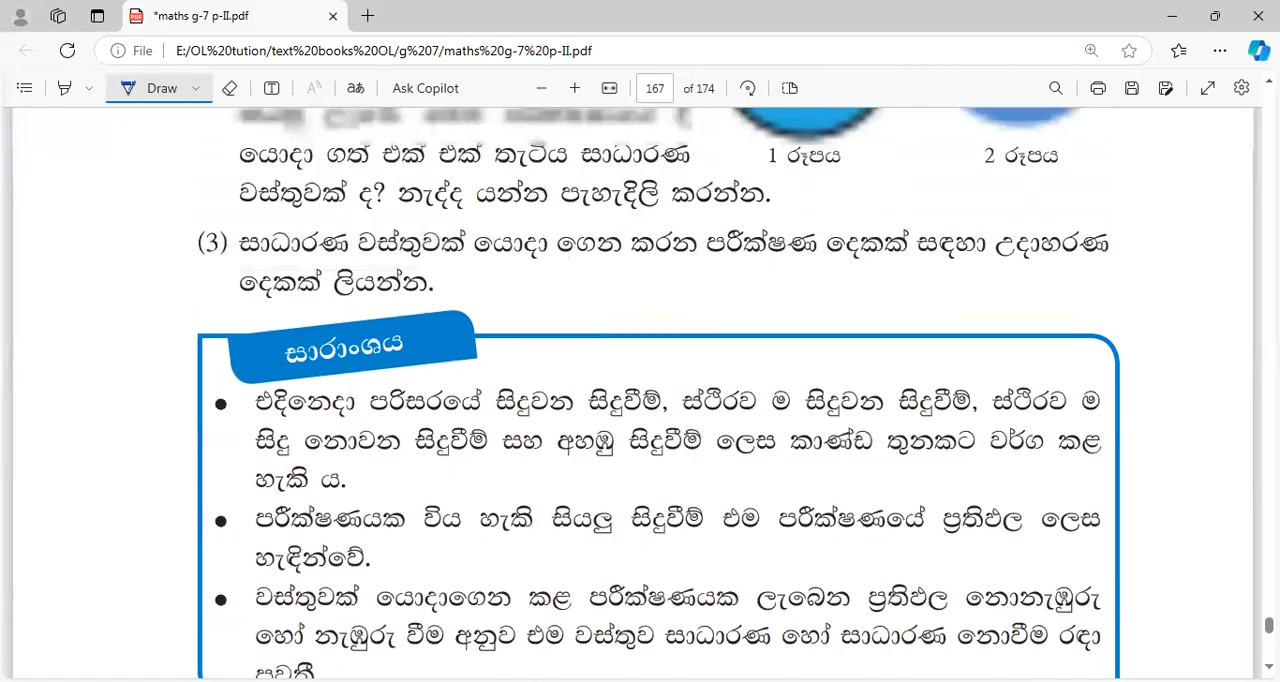 *maths g-7 p-II.pdf
File E:/OL%20tution/text%20books%20OL/g%207/maths%20g-7%20p-II.pdf
Draw aあ Ask Copilot 167 of 174
යොදා ගත් එක් එක් තැටිය සාධාරණ 1 රූපය 2 රූපය
වස්තුවක් ද? නැද්ද යන්න පැහැදිලි කරන්න.
(3) සාධාරණ වස්තුවක් යොදා ගෙන කරන පරීක්ෂණ දෙකක් සඳහා උදාහරණ
දෙකක් ලියන්න.
සාරාංශය
● එදිනෙදා පරිසරයේ සිදුවන සිදුවීම්, ස්ථිරව ම සිදුවන සිදුවීම්, ස්ථිරව ම
සිදු නොවන සිදුවීම් සහ අහඹු සිදුවීම් ලෙස කාණ්ඩ තුනකට වර්ග කළ
හැකි ය.
● පරීක්ෂණයක විය හැකි සියලු සිදුවීම් එම පරීක්ෂණයේ ප්‍රතිඵල ලෙස
හැඳින්වේ.
● වස්තුවක් යොදාගෙන කළ පරීක්ෂණයක ලැබෙන ප්‍රතිඵල නොනැඹුරු
හෝ නැඹුරු වීම අනුව එම වස්තුව සාධාරණ හෝ සාධාරණ නොවීම රඳා
පවතී